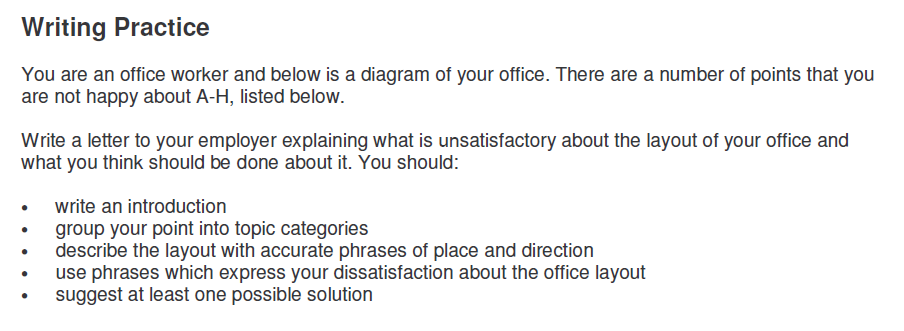 Writing Practice
You are an office worker and below is a diagram of your office. There are a number of points that you
are not happy about A-H, listed below.
Write a letter to your employer explaining what is unsatisfactory about the layout of your office and
what you think should be done about it. You should:
• write an introduction
• group your point into topic categories
• describe the layout with accurate phrases of place and direction
• use phrases which express your dissatisfaction about the office layout
• suggest at least one possible solution